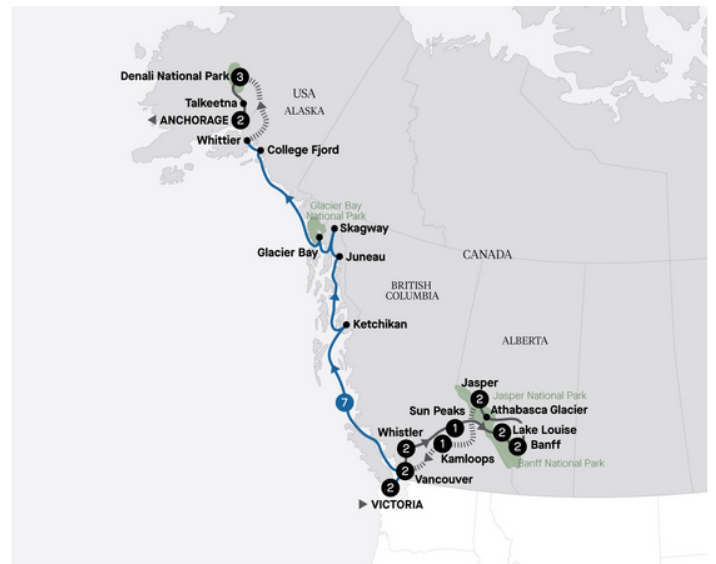 Denali National Park
3
USA
ALASKA
Talkeetna
ANCHORAGE
2
Whittier
College Fjord
Glacier Bay
National Park
Skagway
Glacier Bay
Juneau
CANADA
BRITISH
COLUMBIA
Ketchikan
ALBERTA
Jasper
2
Jasper National Park
7
Sun Peaks
Athabasca Glacier
1
Whistler
2
Lake Louise
2
1
2
Banff
Kamloops
Banff National Park
2
Vancouver
2
VICTORIA